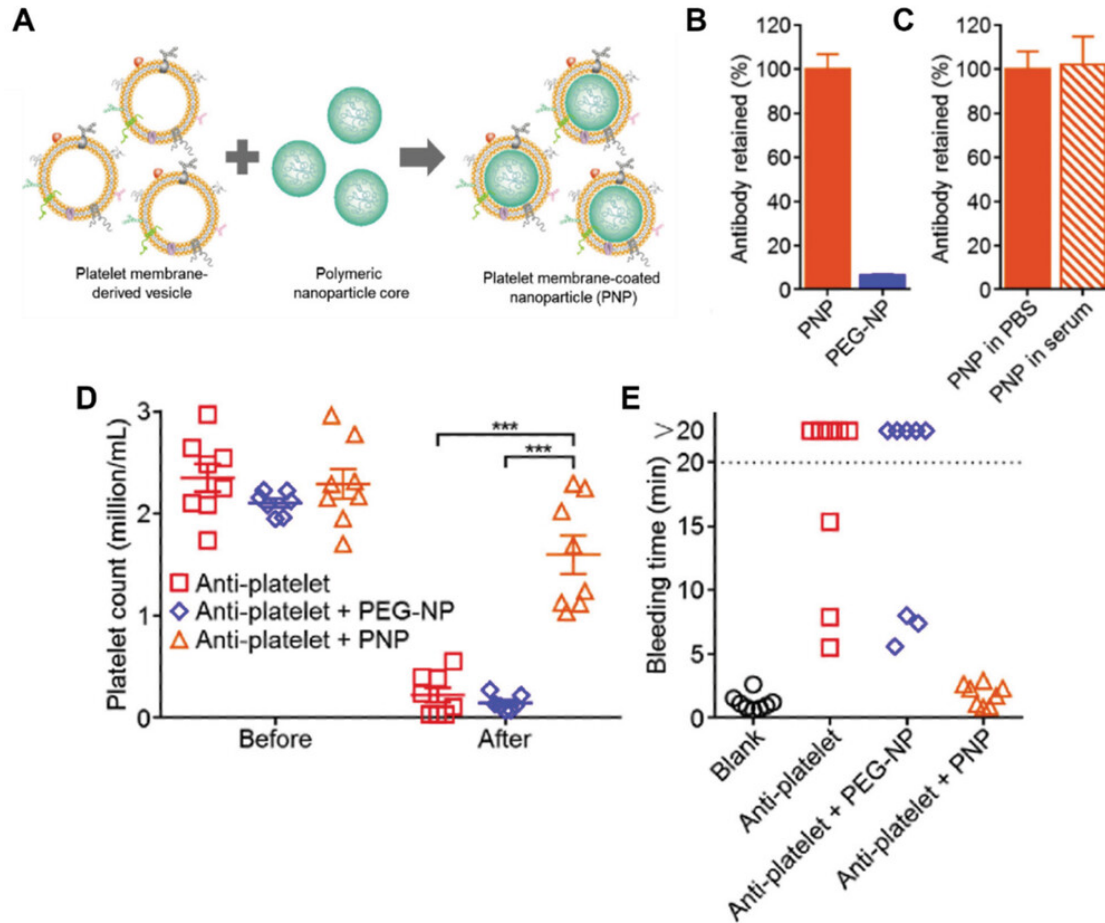 A
Platelet membrane-
derived vesicle
Polymeric
nanoparticle core
Platelet membrane-coated
nanoparticle (PNP)
B
Antibody retained (%)
120
100
80
60
40
20
0
PNP
PEG-NP
C
Antibody retained (%)
120
100
80
60
40
20
0
PNP in PBS
PNP in serum
D
Platelet count (million/mL)
3
2
1
0
***
***
Anti-platelet
Anti-platelet + PEG-NP
Anti-platelet + PNP
Before
After
E
Bleeding time (min)
>20
20
15
10
5
0
Blank
Anti-platelet
Anti-platelet + PEG-NP
Anti-platelet + PNP